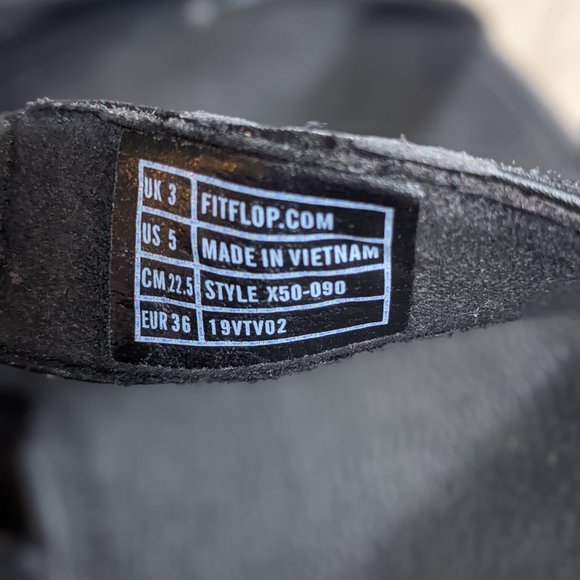 UK 3 FITFLOP.COM
US 5 MADE IN VIETNAM
CM 22.5 STYLE X50-090
EUR 36 19VTV02